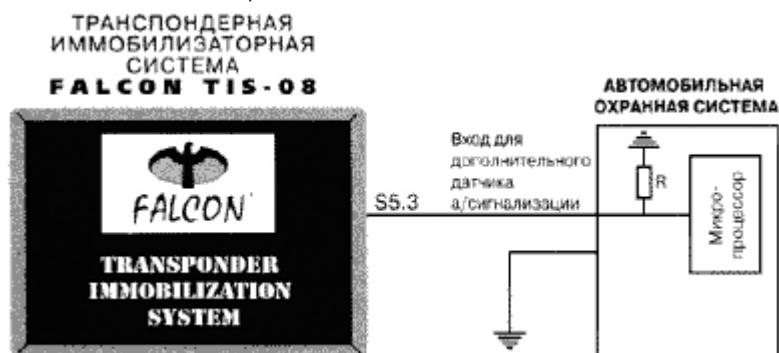 ТРАНСПОНДЕРНАЯ
ИММОБИЛИЗАТОРНАЯ
СИСТЕМА
FALCON TIS-08
FALCON
TRANSPONDER
IMMOBILIZATION
SYSTEM
S5.3
Вход для
дополнительного
датчика
а/сигнализации
АВТОМОБИЛЬНАЯ
ОХРАННАЯ СИСТЕМА
R
Микро-
процессор